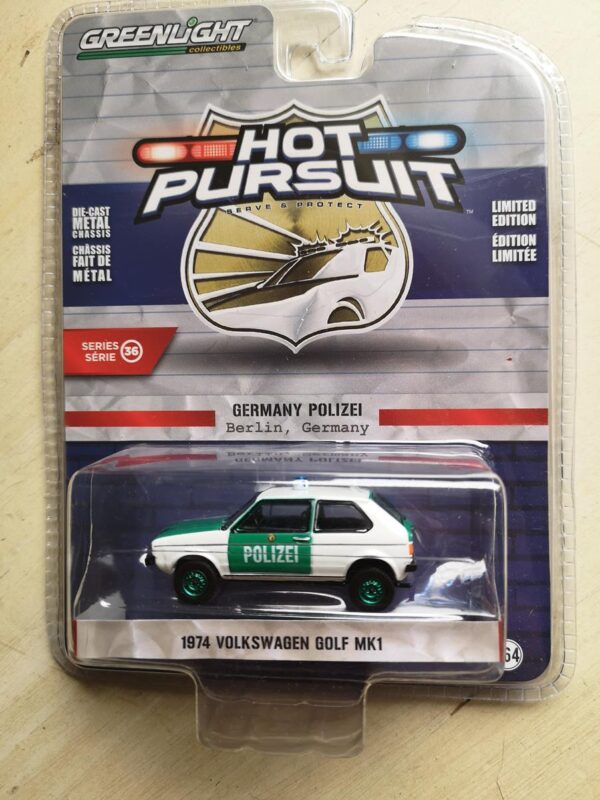 GREENLIGHT
collectibles
HOT
PURSUIT
™
SERVE & PROTECT
DIE-CAST
METAL
CHASSIS
CHÂSSIS
FAIT DE
MÉTAL
LIMITED
EDITION
ÉDITION
LIMITÉE
SERIES
SÉRIE 36
GERMANY POLIZEI
Berlin, Germany
POLIZEI
1974 VOLKSWAGEN GOLF MK1
64